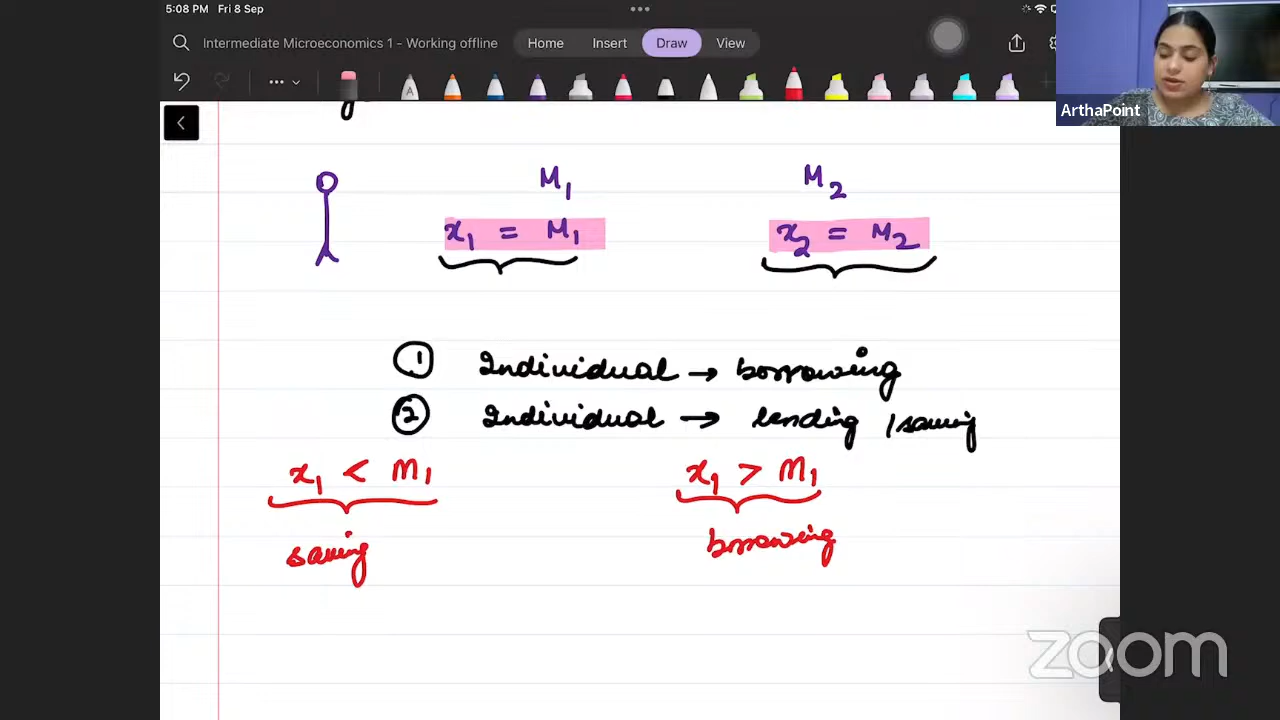 5:08 PM Fri 8 Sep
Intermediate Microeconomics 1 - Working offline
Home Insert Draw View
A
ArthaPoint
M1 M2
x1 = M1 x2 = M2
1 Individual → borrowing
2 Individual → lending / saving
x1 < M1 x1 > M1
saving borrowing
zoom